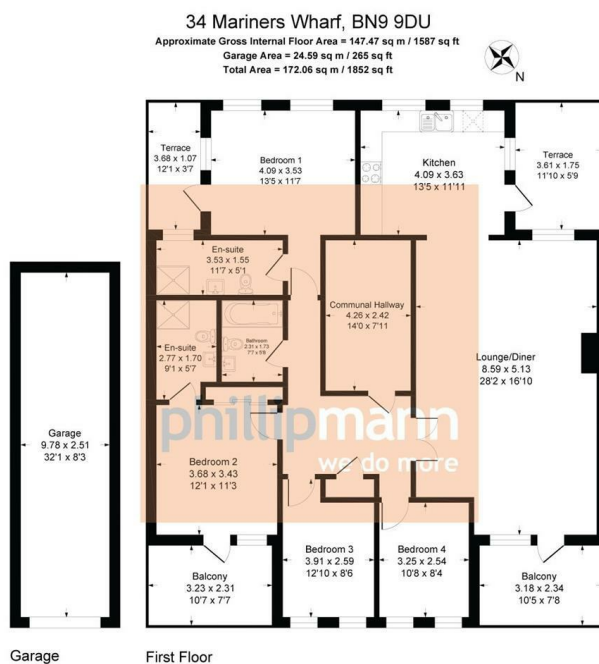 34 Mariners Wharf, BN9 9DU
Approximate Gross Internal Floor Area = 147.47 sq m / 1587 sq ft
Garage Area = 24.59 sq m / 265 sq ft
Total Area = 172.06 sq m / 1852 sq ft
N
Terrace
3.68 x 1.07
12'1 x 3'7
Bedroom 1
4.09 x 3.53
13'5 x 11'7
Kitchen
4.09 x 3.63
13'5 x 11'11
Terrace
3.61 x 1.75
11'10 x 5'9
En-suite
3.53 x 1.55
11'7 x 5'1
Communal Hallway
4.26 x 2.42
14'0 x 7'11
En-suite
2.77 x 1.70
9'1 x 5'7
Bathroom
2.31 x 1.73
7'7 x 5'8
Lounge/Diner
8.59 x 5.13
28'2 x 16'10
Garage
9.78 x 2.51
32'1 x 8'3
phillipmann
we do more
Bedroom 2
3.68 x 3.43
12'1 x 11'3
Bedroom 3
3.91 x 2.59
12'10 x 8'6
Bedroom 4
3.25 x 2.54
10'8 x 8'4
Balcony
3.23 x 2.31
10'7 x 7'7
Balcony
3.18 x 2.34
10'5 x 7'8
Garage
First Floor